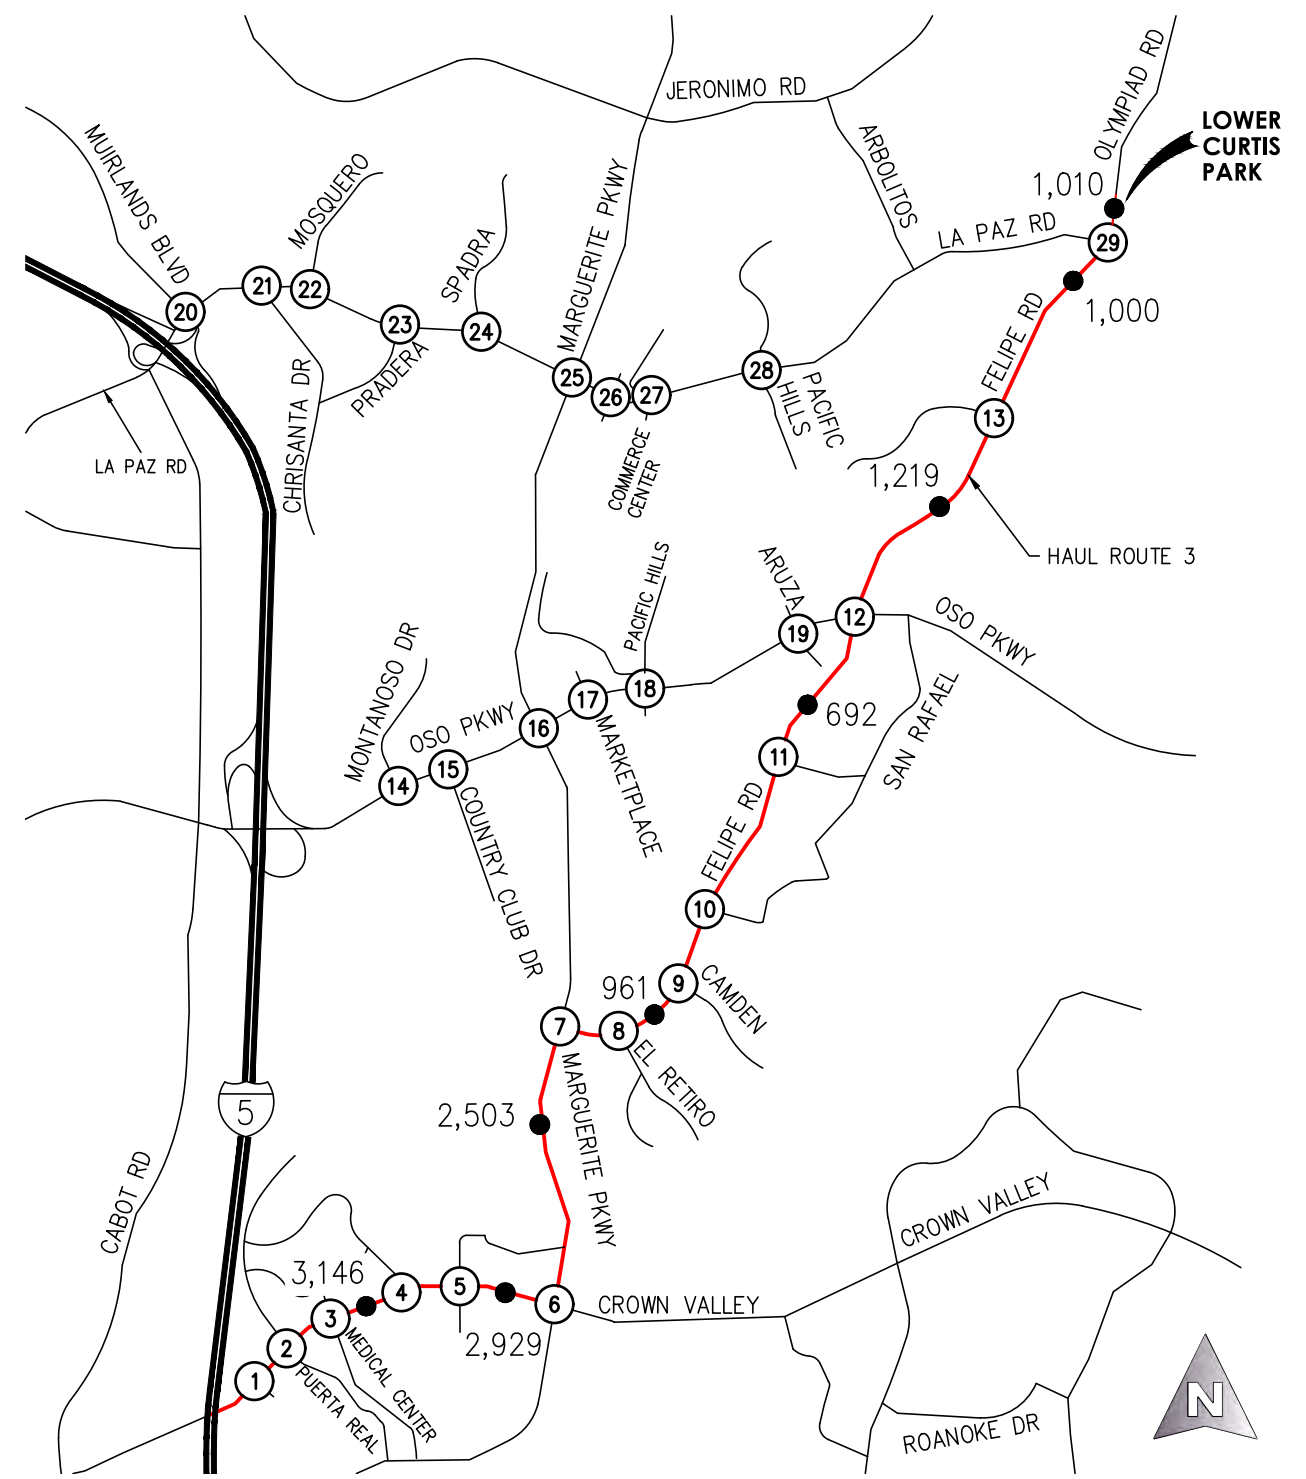 JERONIMO RD
OLYMPIAD RD
LOWER
CURTIS
PARK
MUIRLANDS BLVD
MOSQUERO
SPADRA
MARGUERITE PKWY
ARBOLITOS
1,010
LA PAZ RD
29
1,000
20
21
22
23
24
25
26
27
28
CHRISANTA DR
PRADERA
COMMERCE
CENTER
PACIFIC
HILLS
FELIPE RD
13
LA PAZ RD
1,219
HAUL ROUTE 3
ARUZA
PACIFIC HILLS
19
12
OSO PKWY
MONTANOSO DR
OSO PKWY
14
15
16
17
18
692
SAN RAFAEL
MARKETPLACE
COUNTRY CLUB DR
11
FELIPE RD
10
961
9
CAMDEN
7
8
EL RETIRO
5
2,503
MARGUERITE PKWY
CABOT RD
CROWN VALLEY
3,146
4
5
6
CROWN VALLEY
2,929
3
2
1
MEDICAL CENTER
PUERTA REAL
ROANOKE DR
N